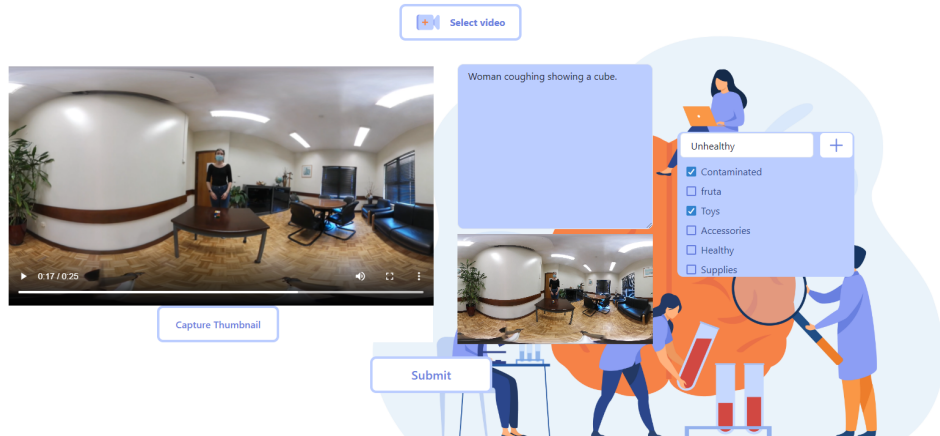 Select video
Woman coughing showing a cube.
Unhealthy
Contaminated
fruta
Toys
Accessories
Healthy
Supplies
0:17 / 0:25
Capture Thumbnail
Submit